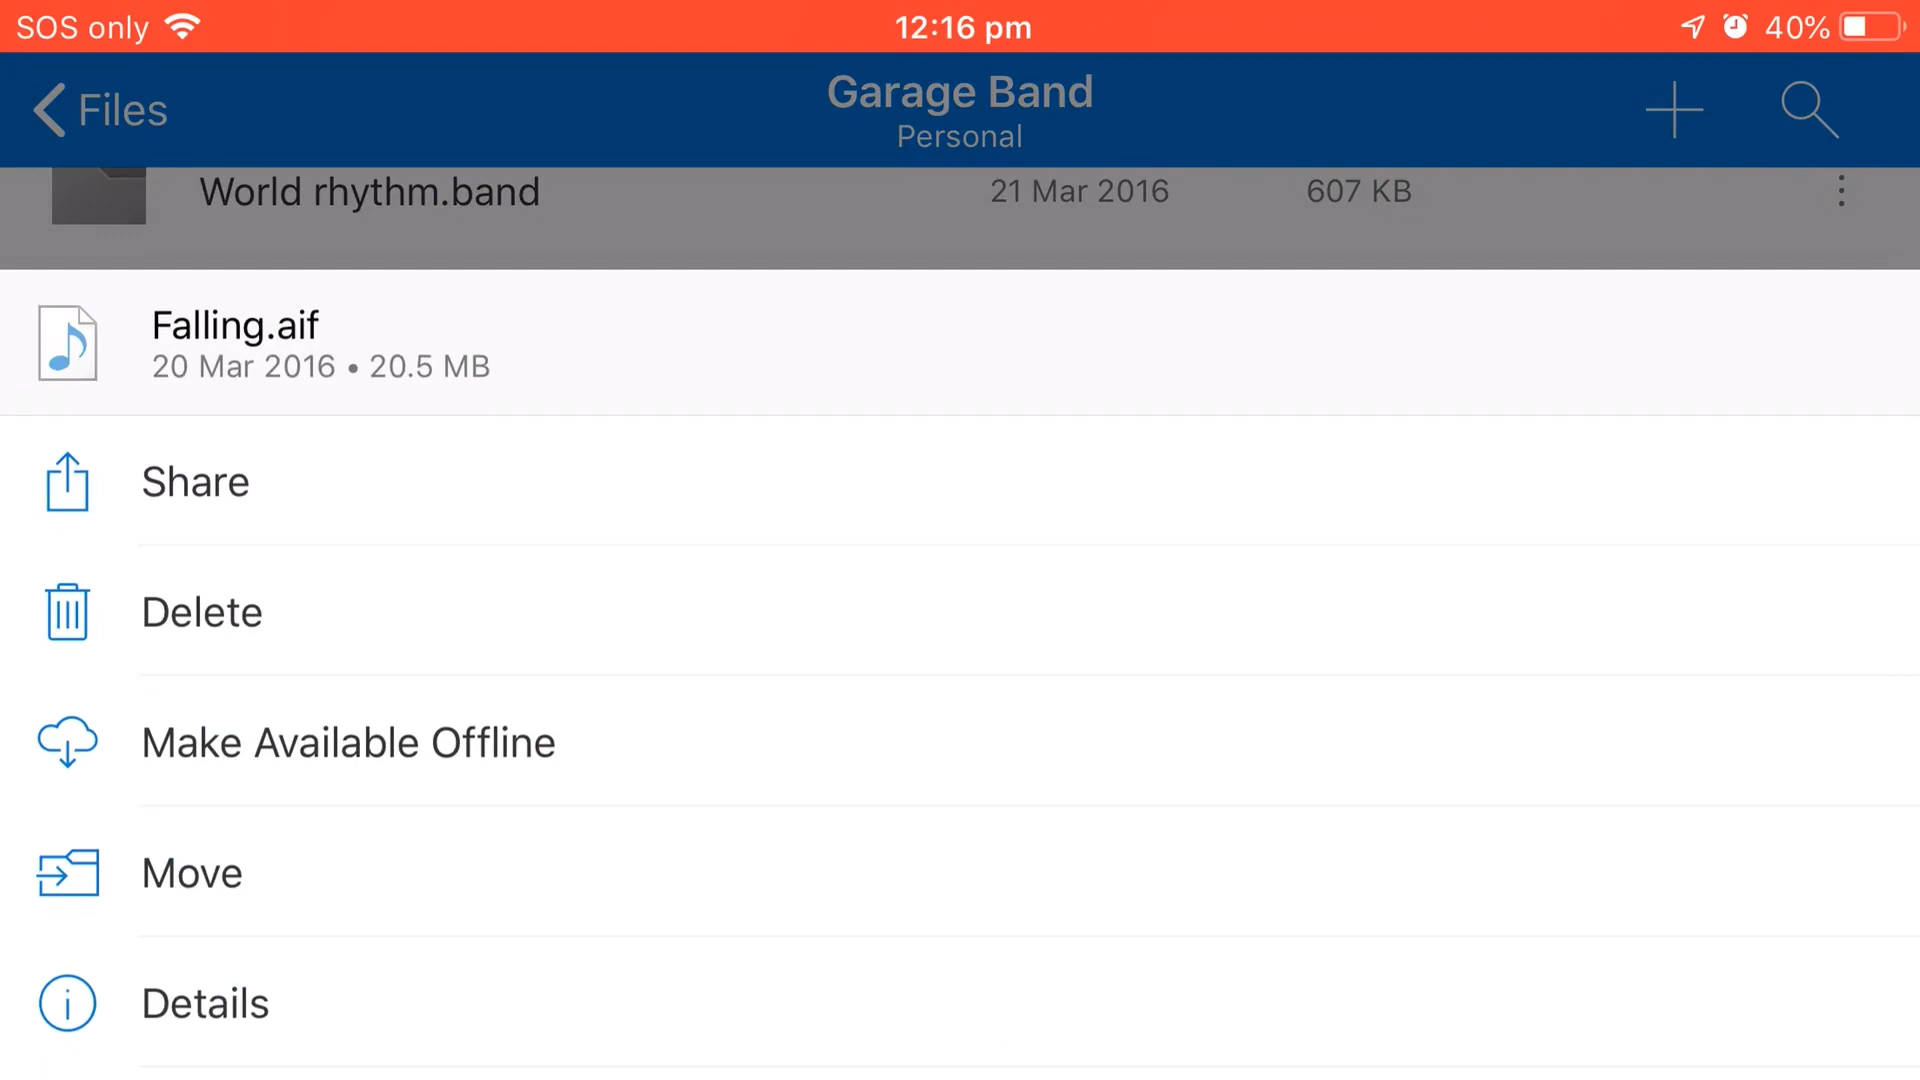 SOS only 12:16 pm 40%
Files Garage Band
Personal
World rhythm.band 21 Mar 2016 607 KB
Falling.aif
20 Mar 2016 • 20.5 MB
Share
Delete
Make Available Offline
Move
Details